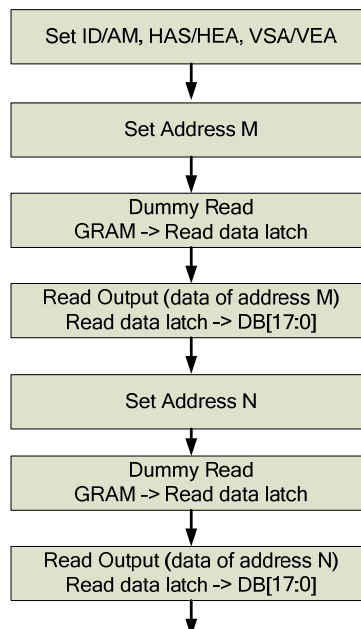 Set ID/AM, HAS/HEA, VSA/VEA
Set Address M
Dummy Read
GRAM -> Read data latch
Read Output (data of address M)
Read data latch -> DB[17:0]
Set Address N
Dummy Read
GRAM -> Read data latch
Read Output (data of address N)
Read data latch -> DB[17:0]